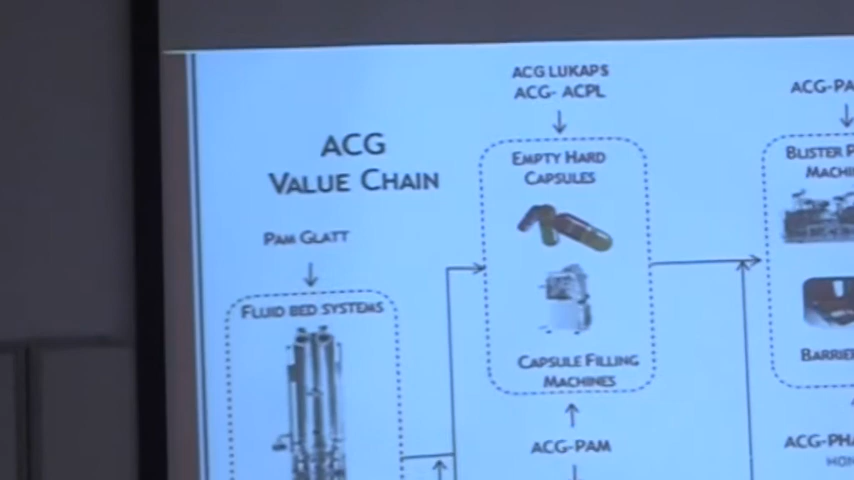 ACG
VALUE CHAIN
PAM GLATT
FLUID BED SYSTEMS
ACG LUKAPS
ACG- ACPL
EMPTY HARD
CAPSULES
CAPSULE FILLING
MACHINES
ACG-PAM
BLISTER